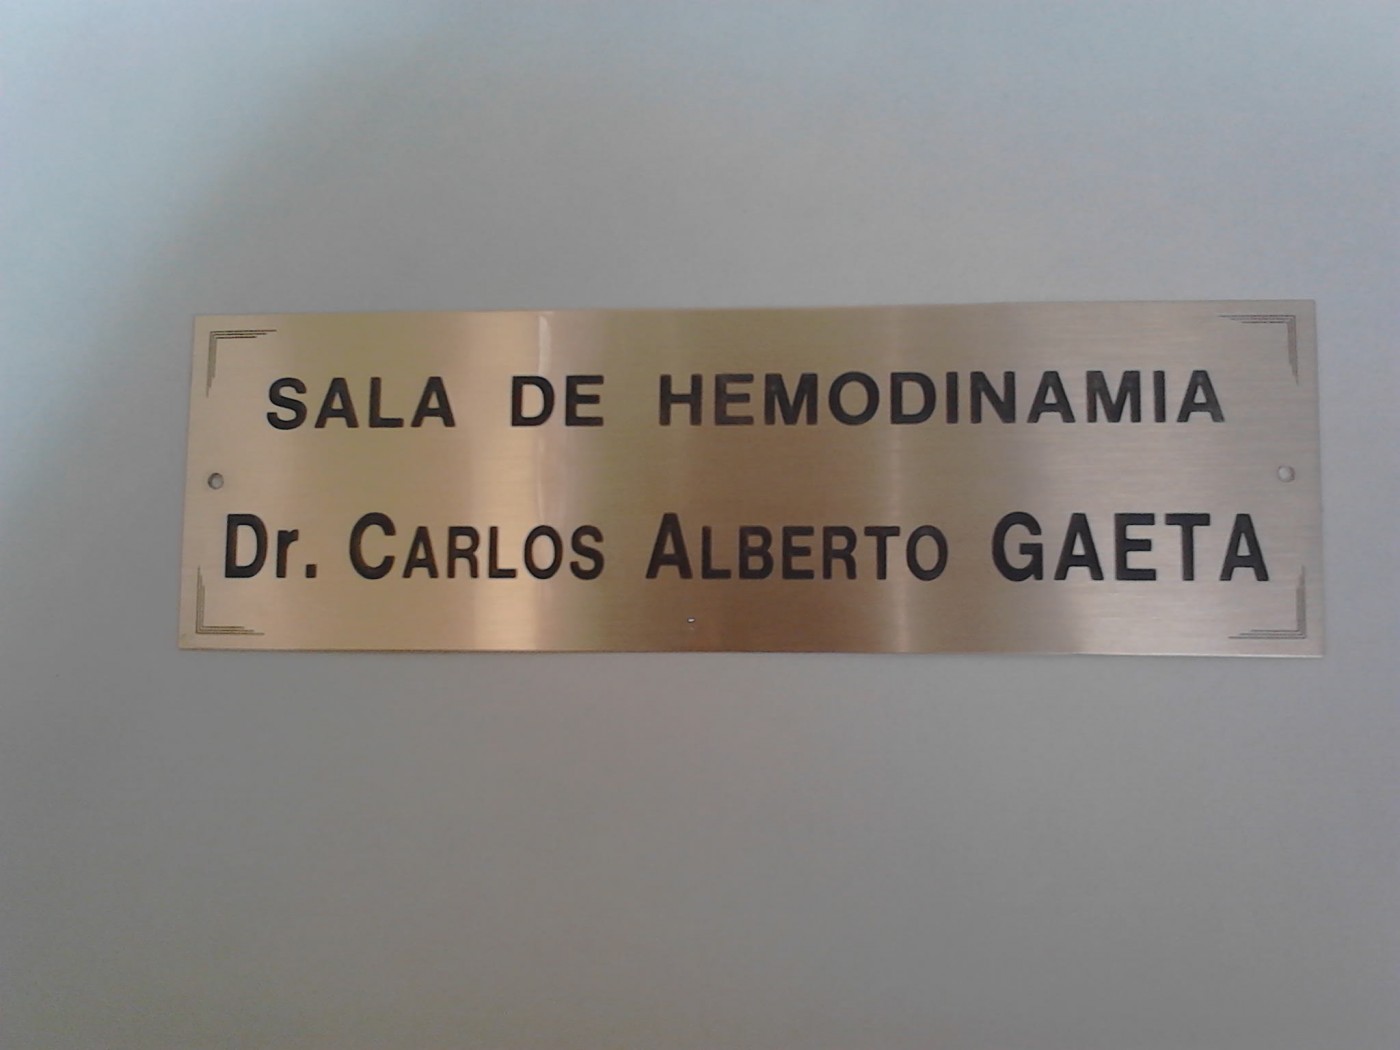 SALA DE HEMODINAMIA
Dr. CARLOS ALBERTO GAETA